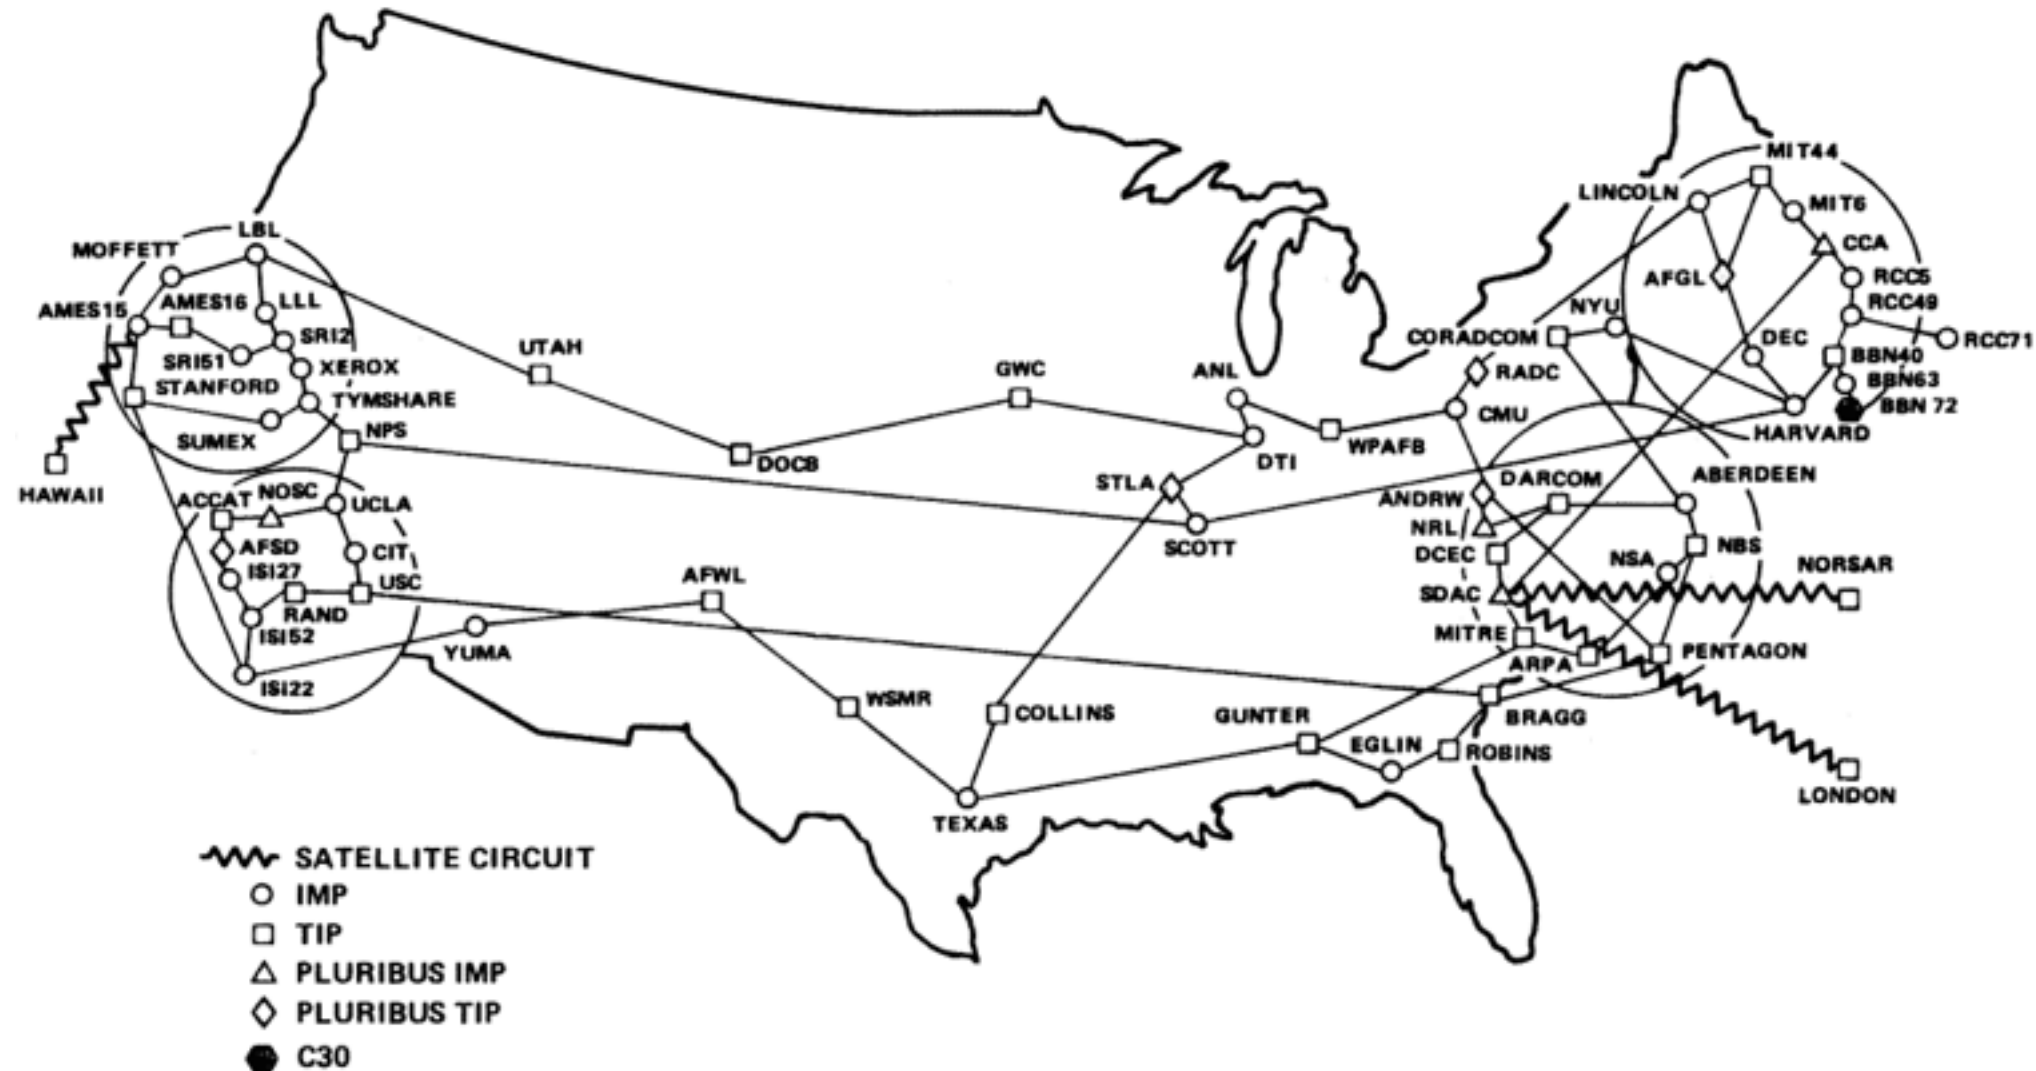 MIT44
LINCOLN
MIT6
CCA
AFGL
RCC5
RCC49
RCC71
NYU
CORADCOM
DEC
BBN40
BBN63
BBN 72
HARVARD
LBL
MOFFETT
AMES15
AMES16
LLL
SRI2
SRI51
XEROX
STANFORD
TYMSHARE
SUMEX
NPS
HAWAII
UTAH
GWC
ANL
RADC
CMU
WPAFB
DOCB
DTI
STLA
SCOTT
DARCOM
ABERDEEN
ANDRW
NRL
DCEC
NSA
NBS
NORSAR
SDAC
MITRE
ARPA
PENTAGON
ACCAT
NOSC
UCLA
AFSD
CIT
ISI27
USC
RAND
ISI52
ISI22
YUMA
AFWL
WSMR
COLLINS
GUNTER
EGLIN
BRAGG
ROBINS
LONDON
TEXAS
SATELLITE CIRCUIT
IMP
TIP
PLURIBUS IMP
PLURIBUS TIP
C30